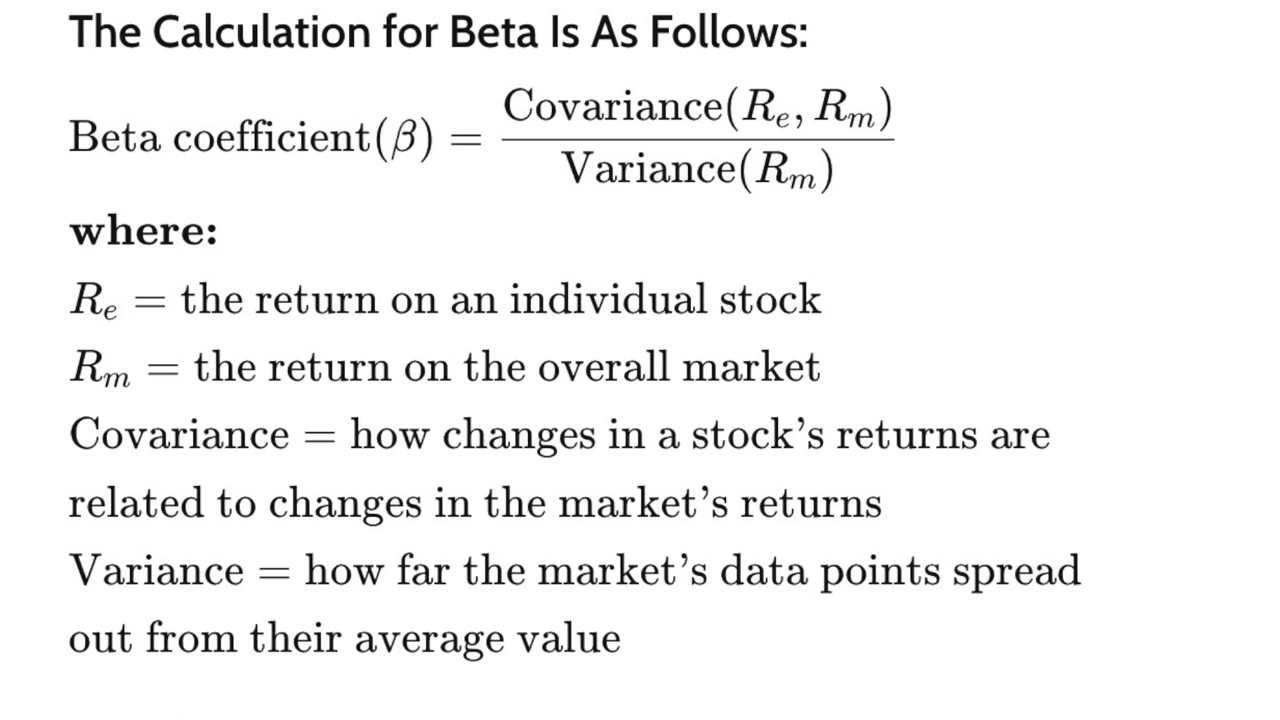 The Calculation for Beta Is As Follows:
Beta coefficient(β) = Covariance(Rₑ, Rₘ) / Variance(Rₘ)
where:
Rₑ = the return on an individual stock
Rₘ = the return on the overall market
Covariance = how changes in a stock’s returns are
related to changes in the market’s returns
Variance = how far the market’s data points spread
out from their average value